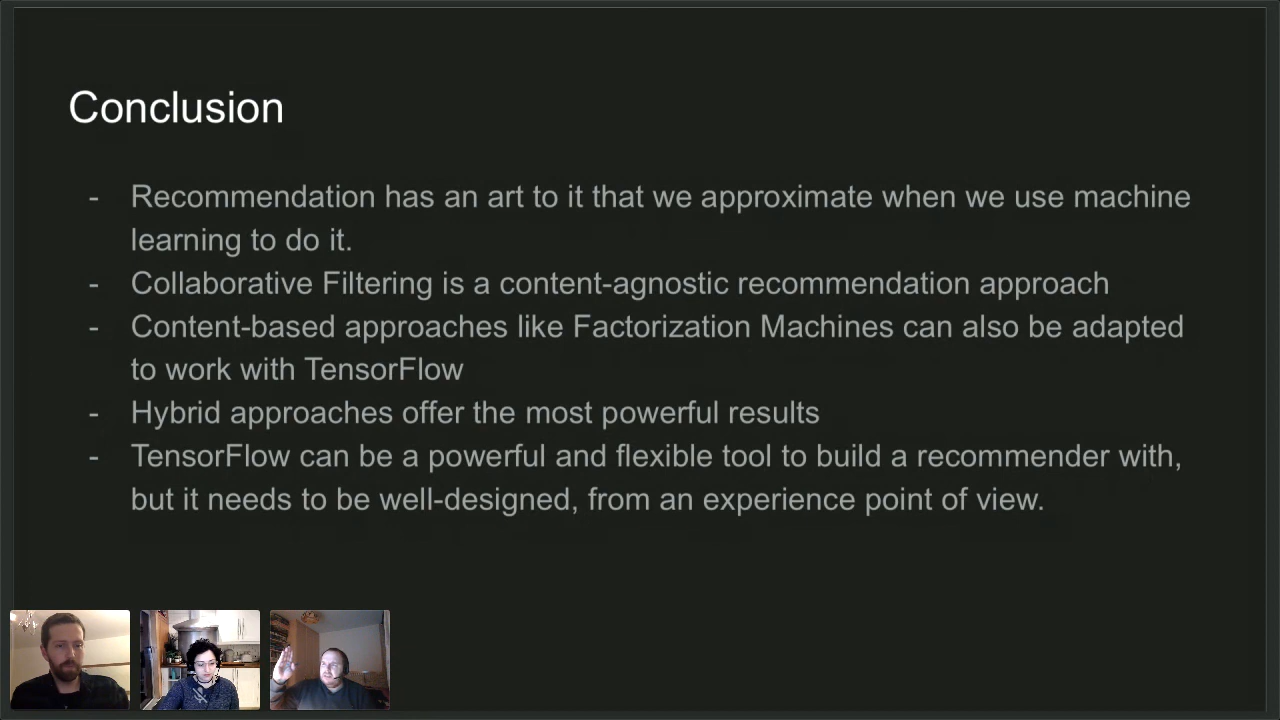 Conclusion
- Recommendation has an art to it that we approximate when we use machine
learning to do it.
- Collaborative Filtering is a content-agnostic recommendation approach
- Content-based approaches like Factorization Machines can also be adapted
to work with TensorFlow
- Hybrid approaches offer the most powerful results
- TensorFlow can be a powerful and flexible tool to build a recommender with,
but it needs to be well-designed, from an experience point of view.